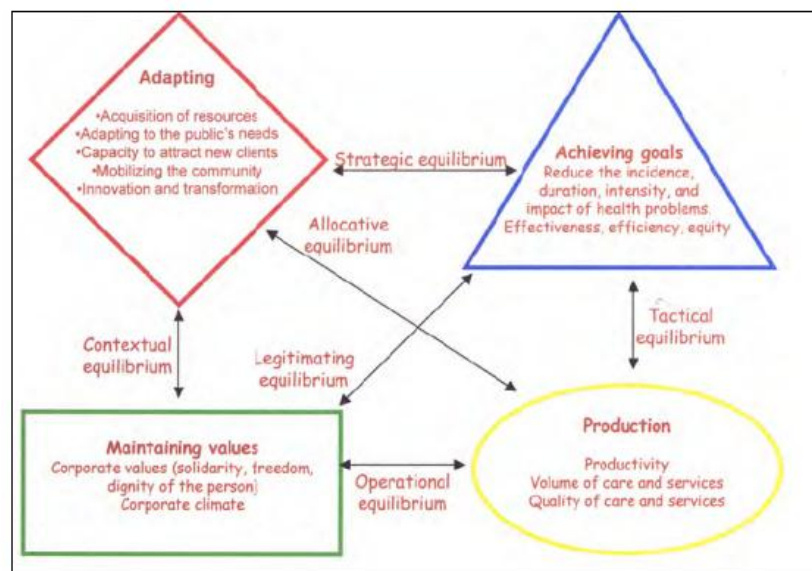 Adapting
•Acquisition of resources
•Adapting to the public's needs
•Capacity to attract new clients
•Mobilizing the community
•Innovation and transformation
Strategic equilibrium
Achieving goals
Reduce the incidence,
duration, intensity, and
impact of health problems.
Effectiveness, efficiency, equity
Allocative
equilibrium
Contextual
equilibrium
Legitimating
equilibrium
Tactical
equilibrium
Maintaining values
Corporate values (solidarity, freedom,
dignity of the person)
Corporate climate
Operational
equilibrium
Production
Productivity
Volume of care and services
Quality of care and services